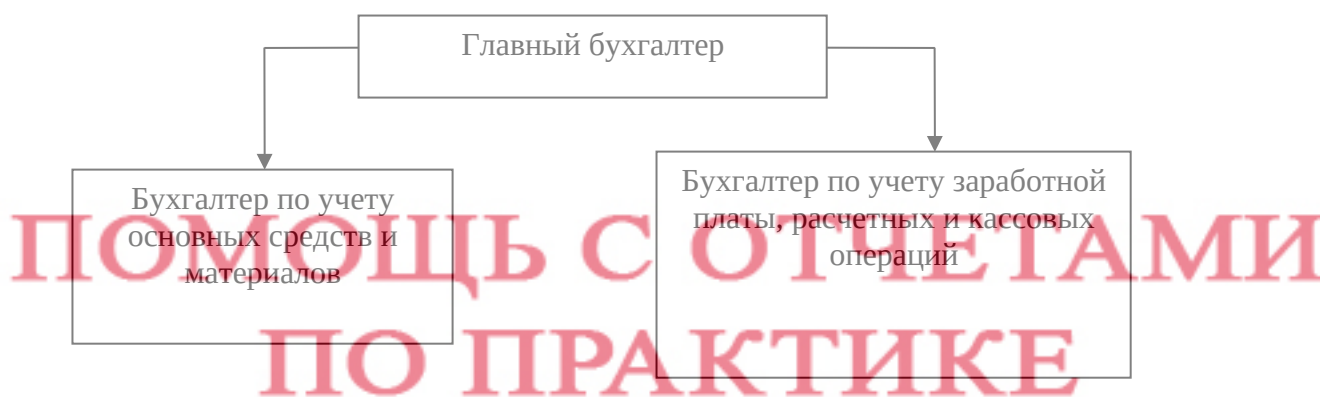 Главный бухгалтер
Бухгалтер по учету
основных средств и
материалов
Бухгалтер по учету заработной
платы, расчетных и кассовых
операций
ПОМОЩЬ С ОТЧЕТАМИ
ПО ПРАКТИКЕ